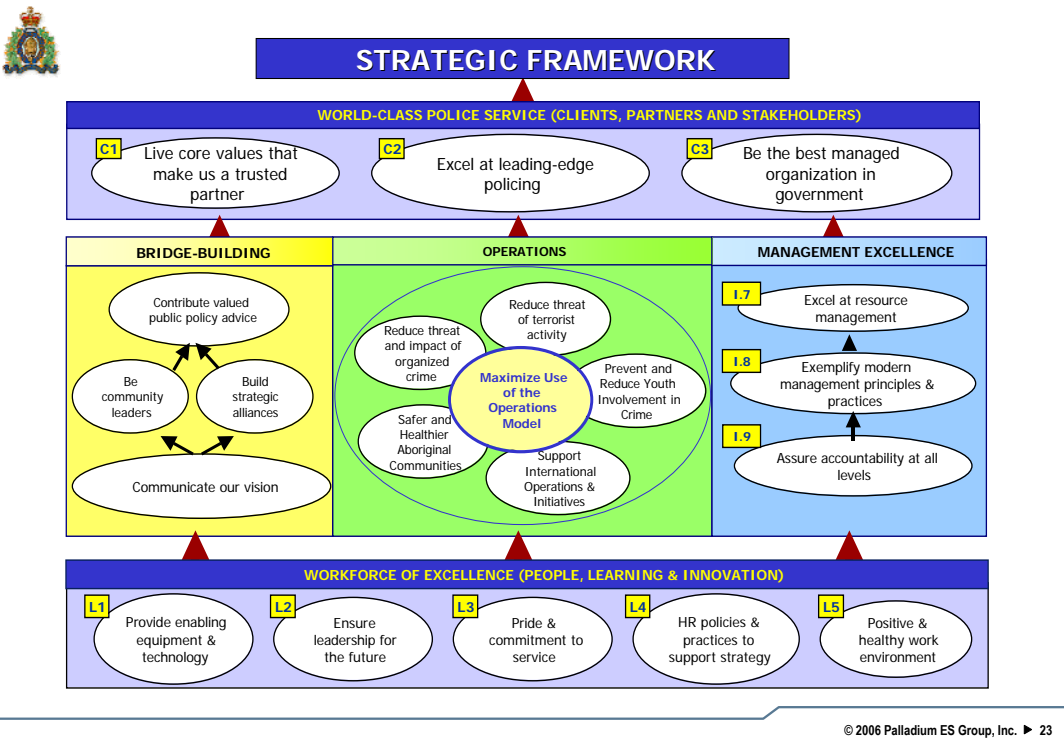 STRATEGIC FRAMEWORK
WORLD-CLASS POLICE SERVICE (CLIENTS, PARTNERS AND STAKEHOLDERS)
C1
Live core values that
make us a trusted
partner
C2
Excel at leading-edge
policing
C3
Be the best managed
organization in
government
BRIDGE-BUILDING
Contribute valued
public policy advice
Be
community
leaders
Build
strategic
alliances
Communicate our vision
OPERATIONS
Reduce threat
of terrorist
activity
Reduce threat
and impact of
organized
crime
Maximize Use
of the
Operations
Model
Prevent and
Reduce Youth
Involvement in
Crime
Safer and
Healthier
Aboriginal
Communities
Support
International
Operations &
Initiatives
MANAGEMENT EXCELLENCE
I.7
Excel at resource
management
I.8
Exemplify modern
management principles &
practices
I.9
Assure accountability at all
levels
WORKFORCE OF EXCELLENCE (PEOPLE, LEARNING & INNOVATION)
L1
Provide enabling
equipment &
technology
L2
Ensure
leadership for
the future
L3
Pride &
commitment to
service
L4
HR policies &
practices to
support strategy
L5
Positive &
healthy work
environment
© 2006 Palladium ES Group, Inc. ► 23